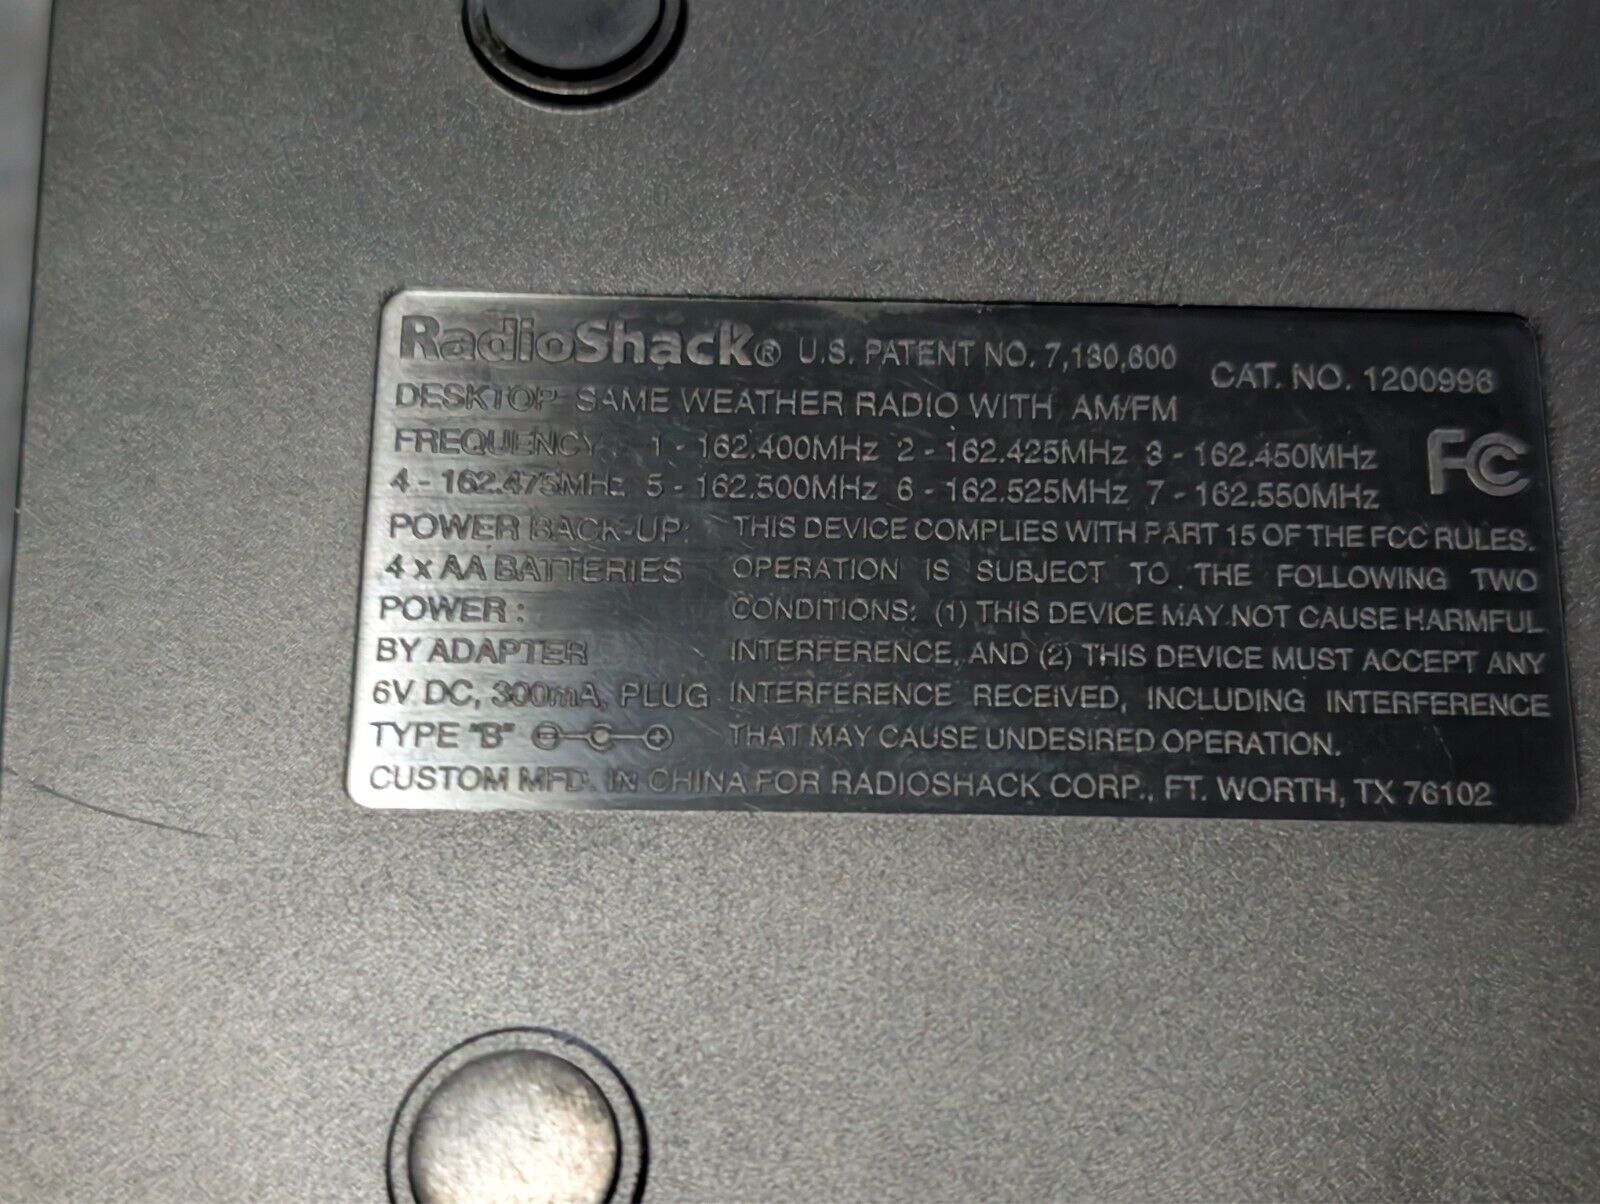 RadioShack® U.S. PATENT NO. 7,130,600 CAT. NO. 1200996
DESKTOP SAME WEATHER RADIO WITH AM/FM
FREQUENCY: 1 - 162.400MHz 2 - 162.425MHz 3 - 162.450MHz
4 - 162.475MHz 5 - 162.500MHz 6 - 162.525MHz 7 - 162.550MHz
FC
POWER BACK-UP:
4 x AA BATTERIES
POWER :
BY ADAPTER
6V DC, 300mA, PLUG
TYPE "B" - C +
THIS DEVICE COMPLIES WITH PART 15 OF THE FCC RULES.
OPERATION IS SUBJECT TO THE FOLLOWING TWO
CONDITIONS: (1) THIS DEVICE MAY NOT CAUSE HARMFUL
INTERFERENCE, AND (2) THIS DEVICE MUST ACCEPT ANY
INTERFERENCE RECEIVED, INCLUDING INTERFERENCE
THAT MAY CAUSE UNDESIRED OPERATION.
CUSTOM MFD. IN CHINA FOR RADIOSHACK CORP., FT. WORTH, TX 76102